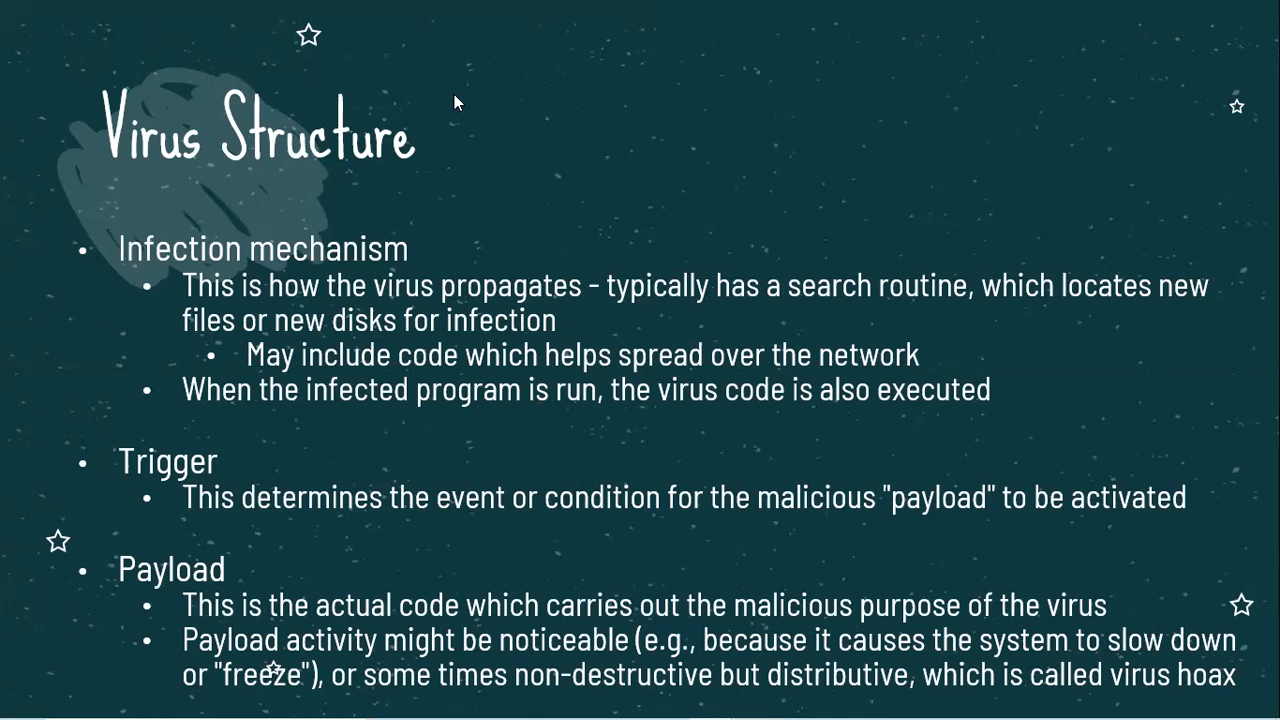 Virus Structure
• Infection mechanism
• This is how the virus propagates - typically has a search routine, which locates new
files or new disks for infection
• May include code which helps spread over the network
• When the infected program is run, the virus code is also executed
• Trigger
• This determines the event or condition for the malicious "payload" to be activated
• Payload
• This is the actual code which carries out the malicious purpose of the virus
• Payload activity might be noticeable (e.g., because it causes the system to slow down
or "freeze"), or some times non-destructive but distributive, which is called virus hoax